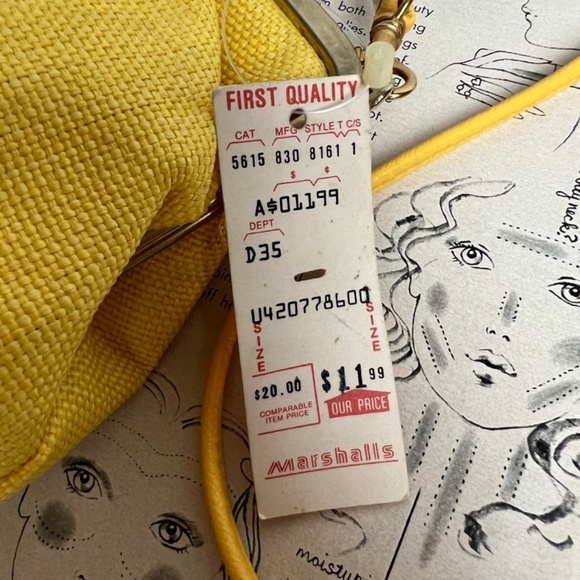 FIRST QUALITY
CAT MFG STYLE T C/S
5615 830 8161 1
$ ¢
A$01199
DEPT
D35
U420778600
SIZE SIZE
$20.00 $11.99
COMPARABLE OUR PRICE
ITEM PRICE
Marshalls
both